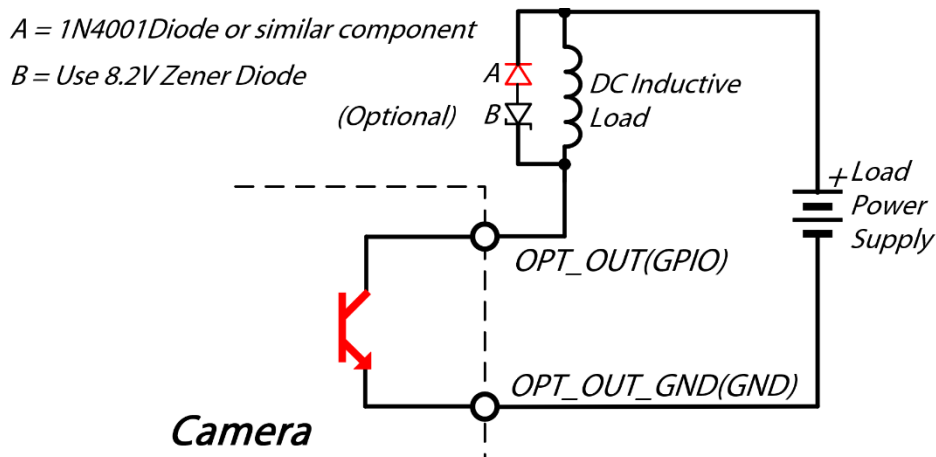 A = 1N4001Diode or similar component
B = Use 8.2V Zener Diode
A
(Optional) B
DC Inductive
Load
+ Load
Power
Supply
OPT_OUT(GPIO)
OPT_OUT_GND(GND)
Camera